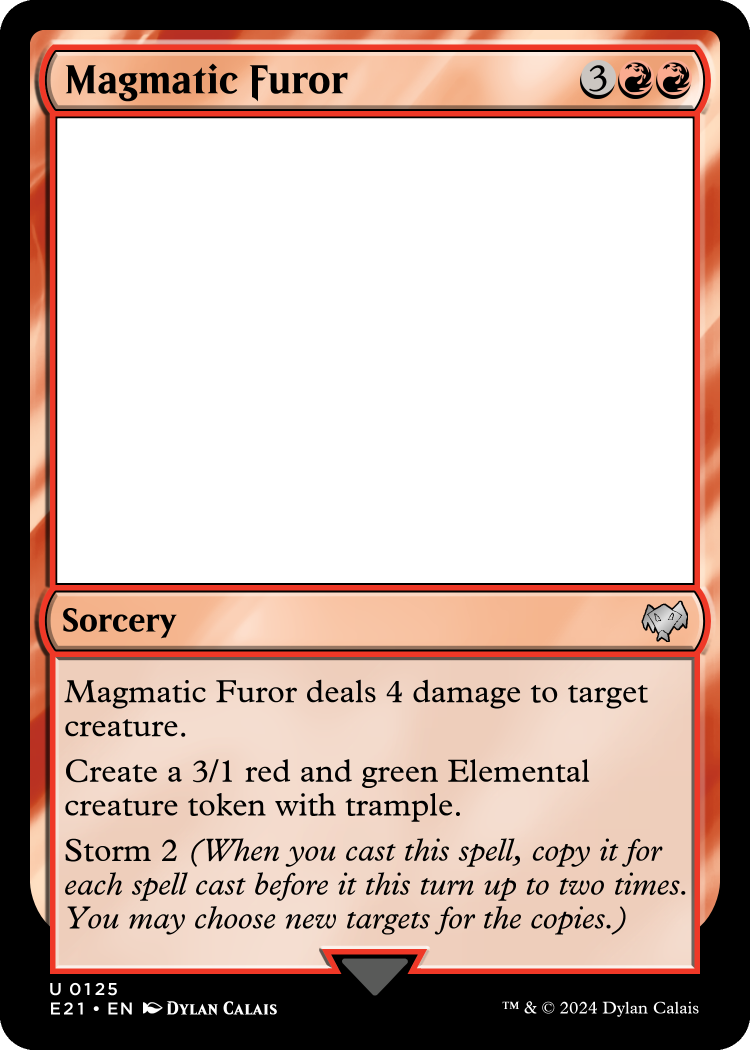 Magmatic Furor 3
Sorcery
Magmatic Furor deals 4 damage to target
creature.
Create a 3/1 red and green Elemental
creature token with trample.
Storm 2 (When you cast this spell, copy it for
each spell cast before it this turn up to two times.
You may choose new targets for the copies.)
U 0125
E21 • EN Dylan Calais
™ & © 2024 Dylan Calais